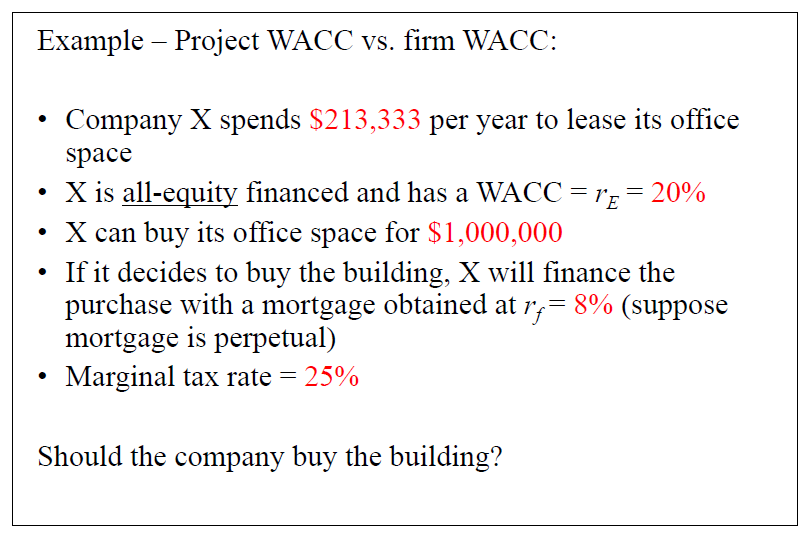 Example – Project WACC vs. firm WACC:
• Company X spends $213,333 per year to lease its office
space
• X is all-equity financed and has a WACC = rE = 20%
• X can buy its office space for $1,000,000
• If it decides to buy the building, X will finance the
purchase with a mortgage obtained at rf = 8% (suppose
mortgage is perpetual)
• Marginal tax rate = 25%
Should the company buy the building?